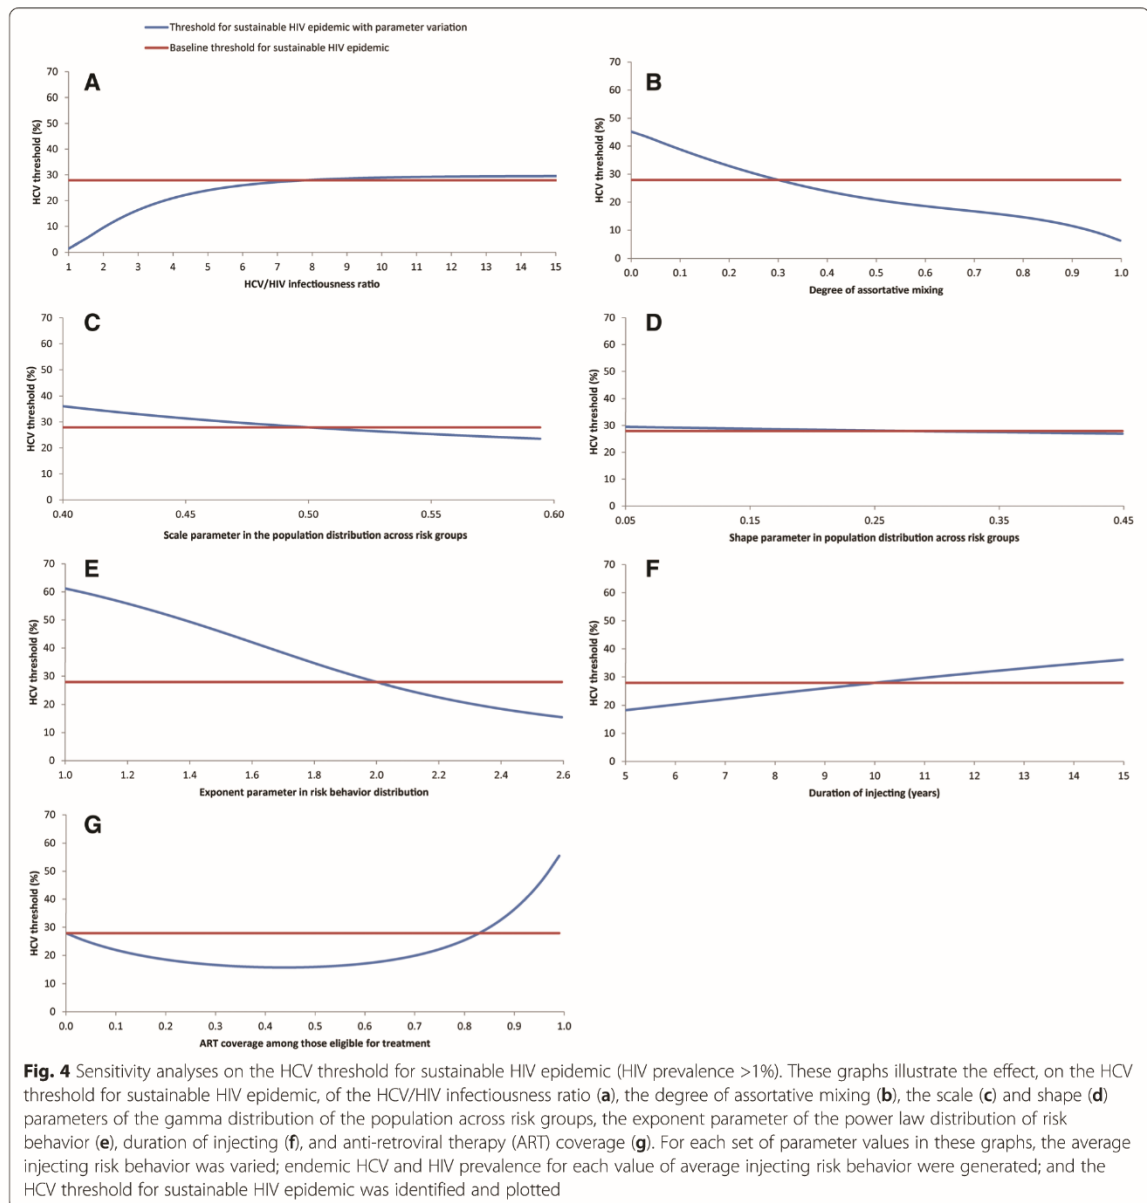 Threshold for sustainable HIV epidemic with parameter variation
Baseline threshold for sustainable HIV epidemic
A
HCV threshold (%)
70
60
50
40
30
20
10
0
1 2 3 4 5 6 7 8 9 10 11 12 13 14 15
HCV/HIV infectiousness ratio
B
HCV threshold (%)
70
60
50
40
30
20
10
0
0.0 0.1 0.2 0.3 0.4 0.5 0.6 0.7 0.8 0.9 1.0
Degree of assortative mixing
C
HCV threshold (%)
70
60
50
40
30
20
10
0
0.40 0.45 0.50 0.55 0.60
Scale parameter in the population distribution across risk groups
D
HCV threshold (%)
70
60
50
40
30
20
10
0
0.05 0.15 0.25 0.35 0.45
Shape parameter in population distribution across risk groups
E
HCV threshold (%)
70
60
50
40
30
20
10
0
1.0 1.2 1.4 1.6 1.8 2.0 2.2 2.4 2.6
Exponent parameter in risk behavior distribution
F
HCV threshold (%)
70
60
50
40
30
20
10
0
5 6 7 8 9 10 11 12 13 14 15
Duration of injecting (years)
G
HCV threshold (%)
70
60
50
40
30
20
10
0
0.0 0.1 0.2 0.3 0.4 0.5 0.6 0.7 0.8 0.9 1.0
ART coverage among those eligible for treatment
Fig. 4 Sensitivity analyses on the HCV threshold for sustainable HIV epidemic (HIV prevalence >1%). These graphs illustrate the effect, on the HCV
threshold for sustainable HIV epidemic, of the HCV/HIV infectiousness ratio (a), the degree of assortative mixing (b), the scale (c) and shape (d)
parameters of the gamma distribution of the population across risk groups, the exponent parameter of the power law distribution of risk
behavior (e), duration of injecting (f), and anti-retroviral therapy (ART) coverage (g). For each set of parameter values in these graphs, the average
injecting risk behavior was varied; endemic HCV and HIV prevalence for each value of average injecting risk behavior were generated; and the
HCV threshold for sustainable HIV epidemic was identified and plotted